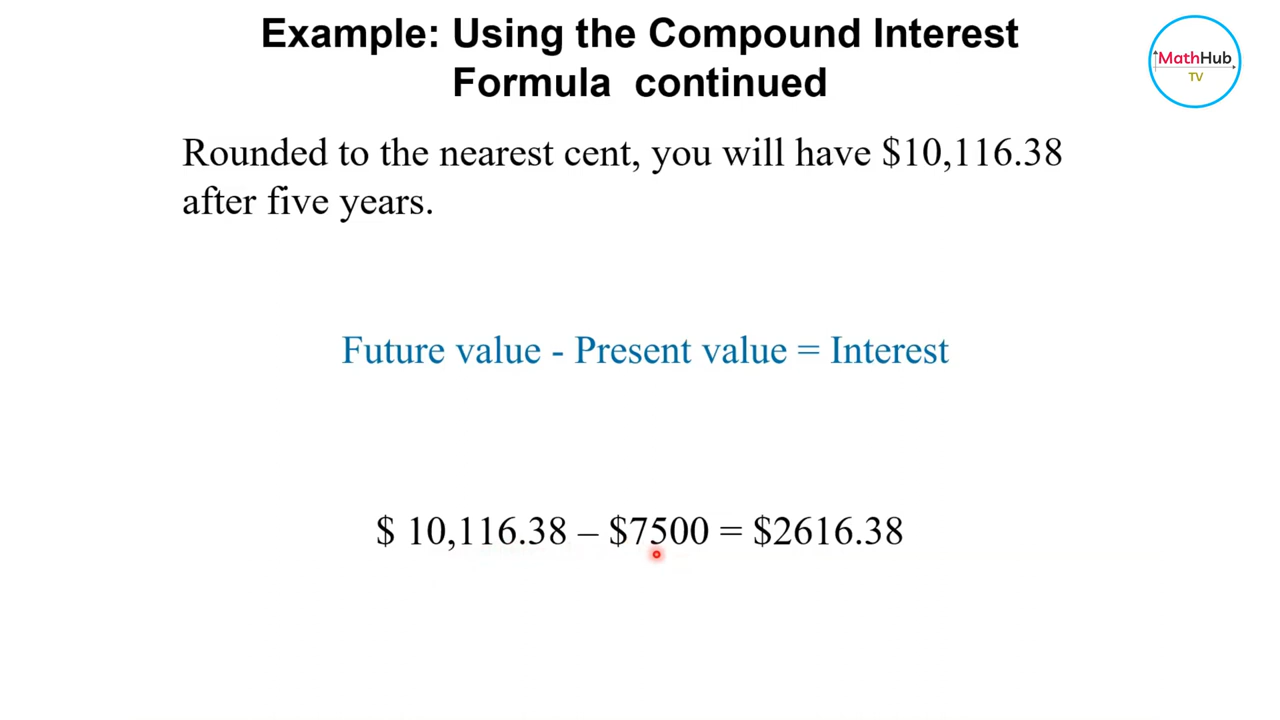 Example: Using the Compound Interest
Formula continued
MathHub
TV
Rounded to the nearest cent, you will have $10,116.38
after five years.
Future value - Present value = Interest
$ 10,116.38 – $7500 = $2616.38